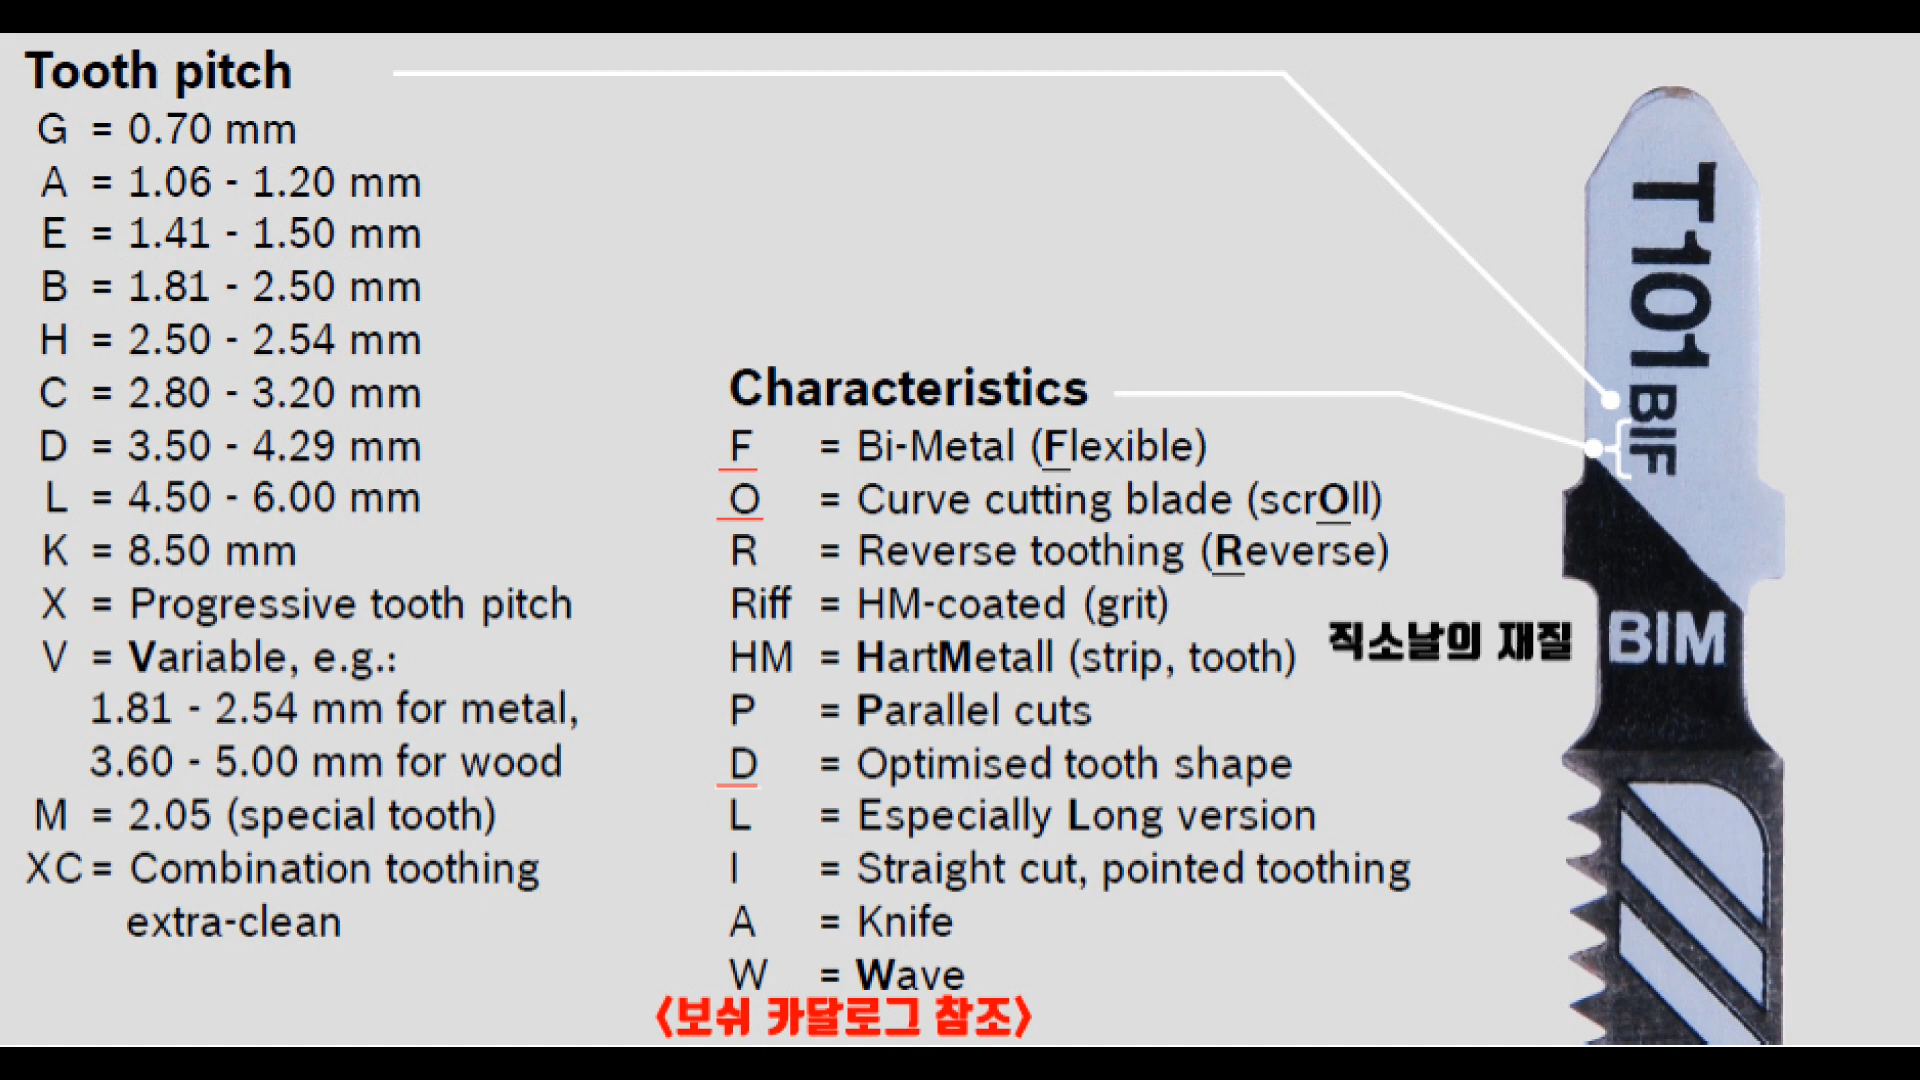 Tooth pitch
G = 0.70 mm
A = 1.06 - 1.20 mm
E = 1.41 - 1.50 mm
B = 1.81 - 2.50 mm
H = 2.50 - 2.54 mm
C = 2.80 - 3.20 mm
D = 3.50 - 4.29 mm
L = 4.50 - 6.00 mm
K = 8.50 mm
X = Progressive tooth pitch
V = Variable, e.g.:
1.81 - 2.54 mm for metal,
3.60 - 5.00 mm for wood
M = 2.05 (special tooth)
XC = Combination toothing
extra-clean
Characteristics
F = Bi-Metal (Flexible)
O = Curve cutting blade (scrOll)
R = Reverse toothing (Reverse)
Riff = HM-coated (grit)
HM = HartMetall (strip, tooth)
P = Parallel cuts
D = Optimised tooth shape
L = Especially Long version
I = Straight cut, pointed toothing
A = Knife
W = Wave
<보쉬 카달로그 참조>
직소날의 재질
T101BIF
BIM